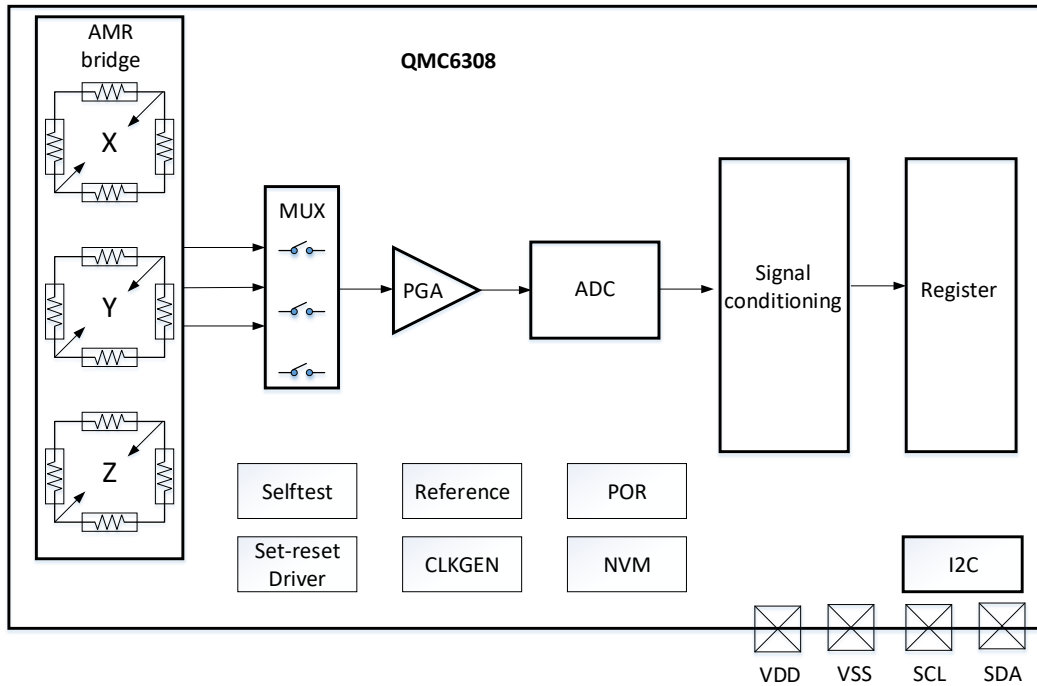 AMR
bridge
QMC6308
X
Y
Z
MUX
PGA
ADC
Signal
conditioning
Register
Selftest
Reference
POR
Set-reset
Driver
CLKGEN
NVM
I2C
VDD
VSS
SCL
SDA